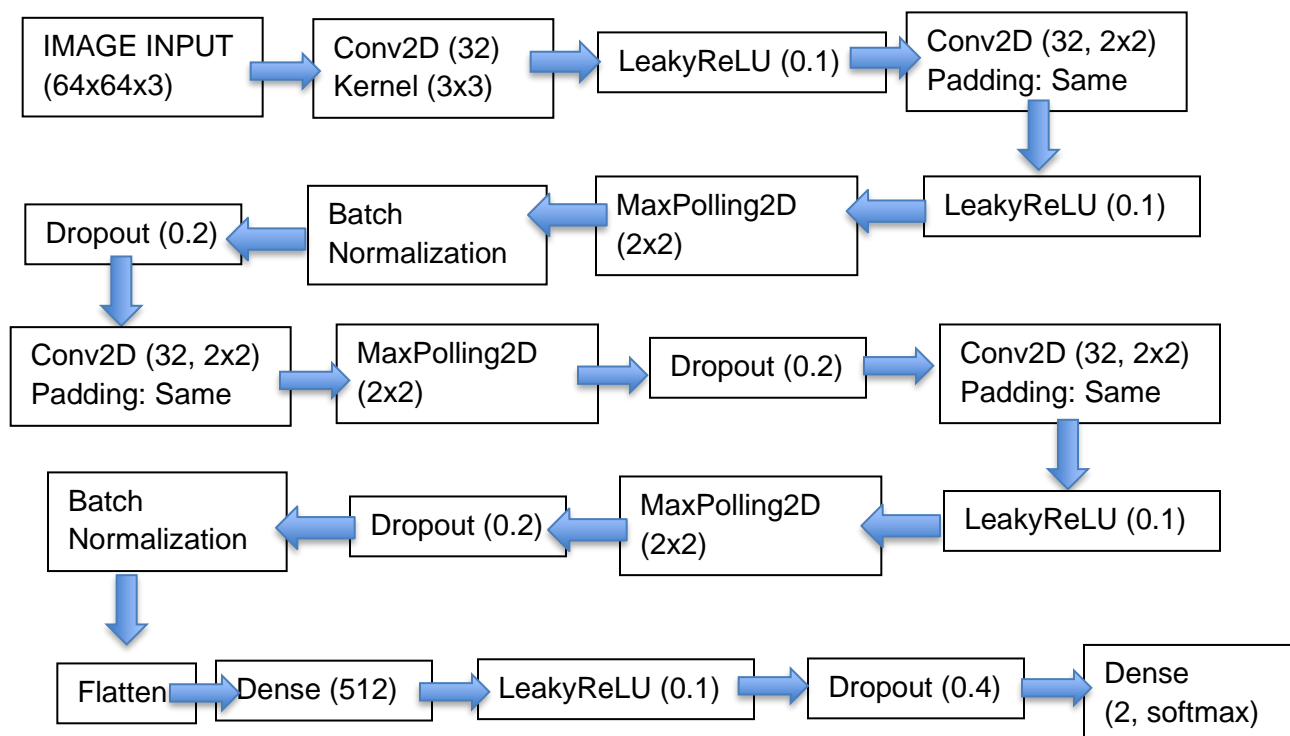 IMAGE INPUT
(64x64x3)
Conv2D (32)
Kernel (3x3)
LeakyReLU (0.1)
Conv2D (32, 2x2)
Padding: Same
LeakyReLU (0.1)
MaxPolling2D
(2x2)
Batch
Normalization
Dropout (0.2)
Conv2D (32, 2x2)
Padding: Same
MaxPolling2D
(2x2)
Dropout (0.2)
Conv2D (32, 2x2)
Padding: Same
LeakyReLU (0.1)
MaxPolling2D
(2x2)
Dropout (0.2)
Batch
Normalization
Flatten
Dense (512)
LeakyReLU (0.1)
Dropout (0.4)
Dense
(2, softmax)